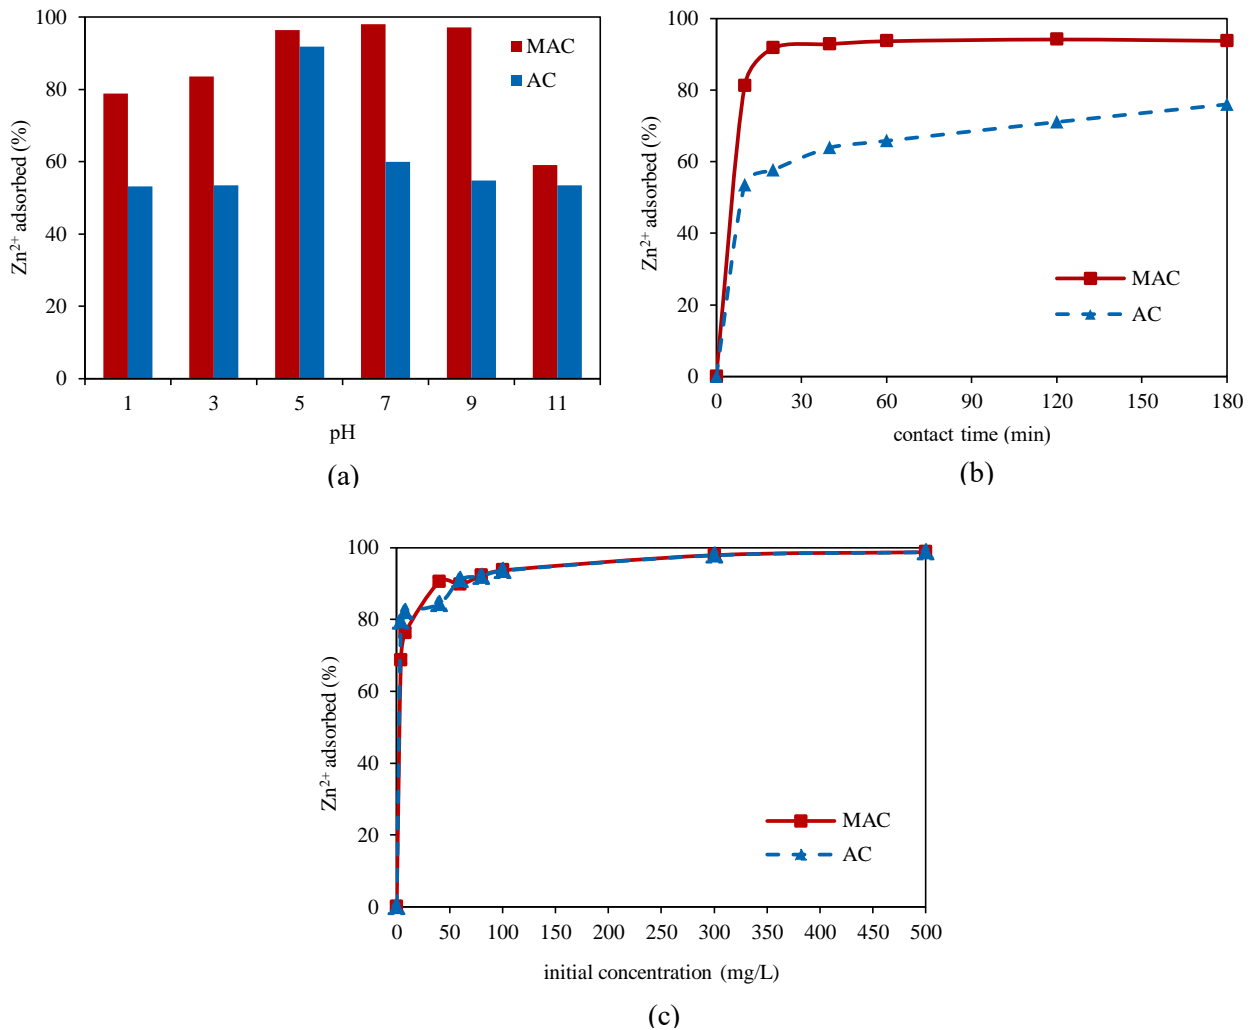 100
80
60
40
20
0
Zn²⁺ adsorbed (%)
MAC
AC
1 3 5 7 9 11
pH
(a)
100
80
60
40
20
0
Zn²⁺ adsorbed (%)
MAC
AC
0 30 60 90 120 150 180
contact time (min)
(b)
100
80
60
40
20
0
Zn²⁺ adsorbed (%)
MAC
AC
0 50 100 150 200 250 300 350 400 450 500
initial concentration (mg/L)
(c)